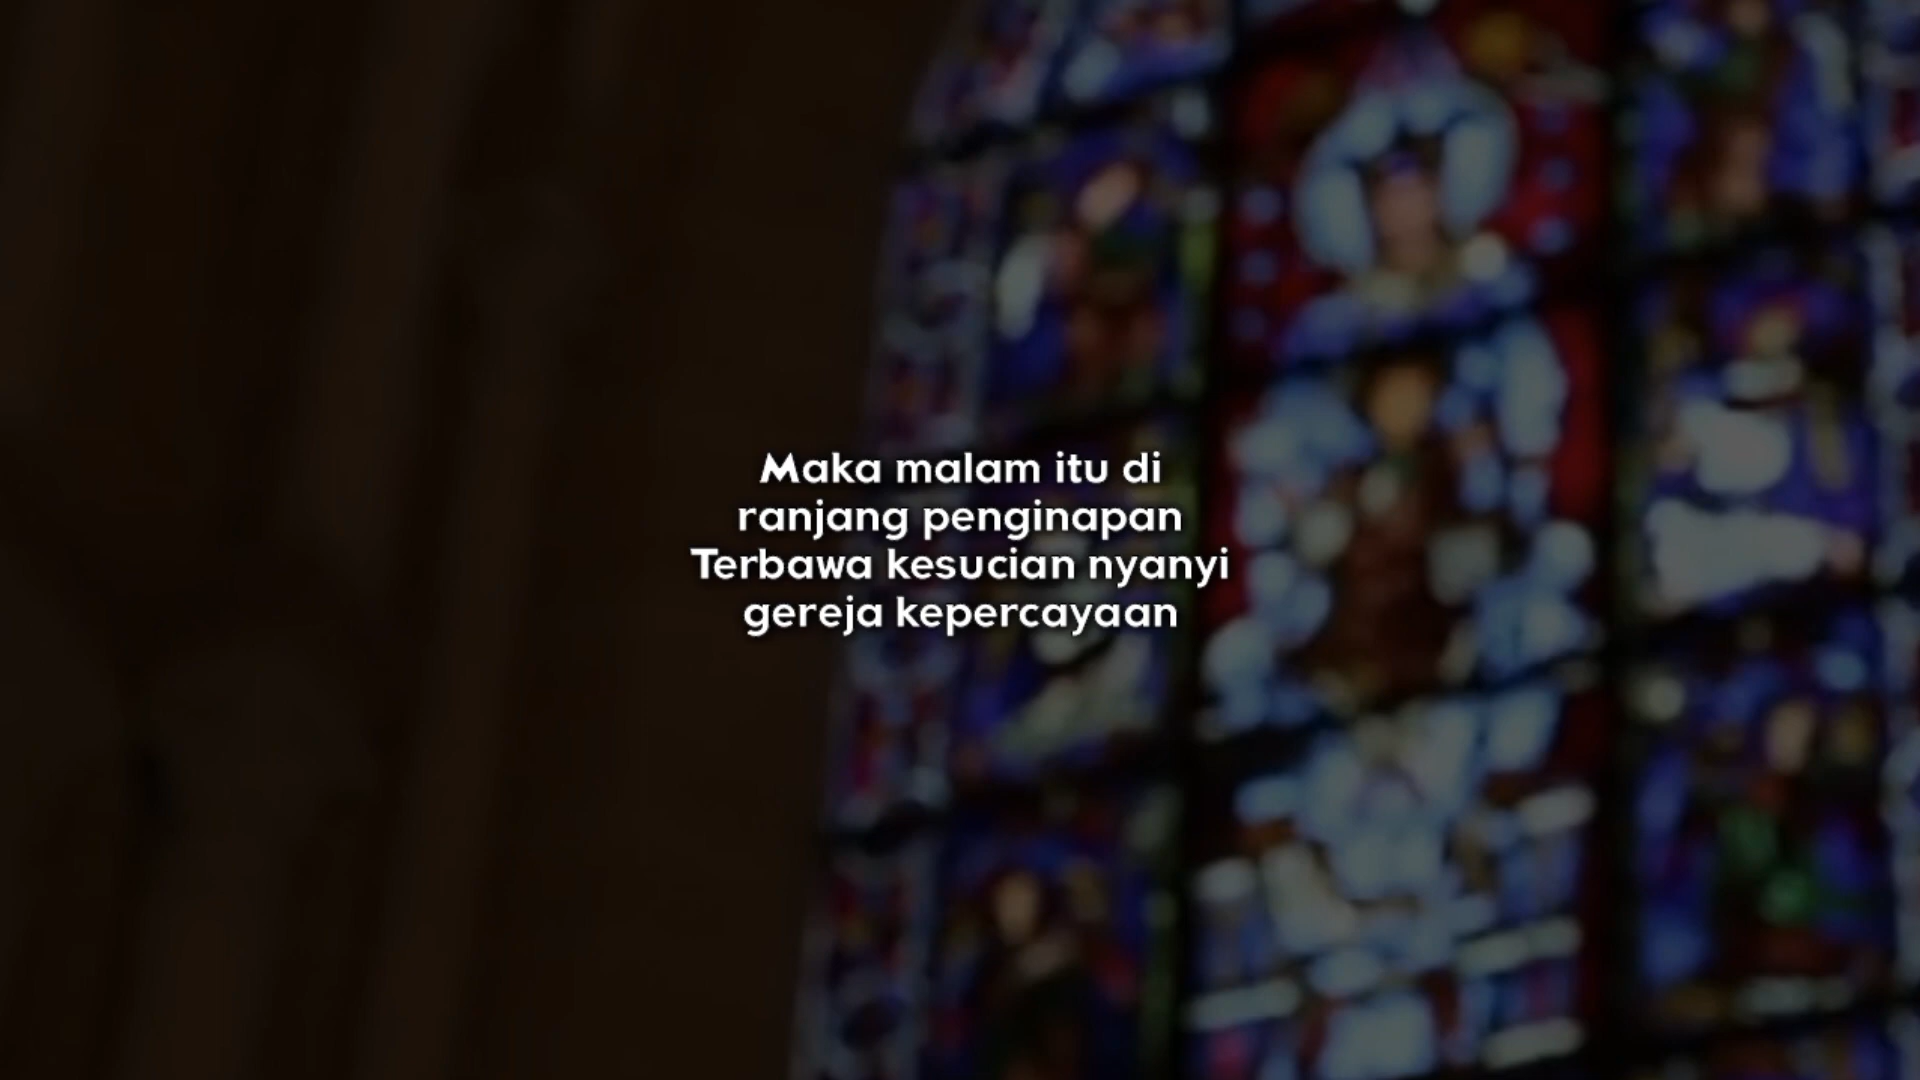 Maka malam itu di
ranjang penginapan
Terbawa kesucian nyanyi
gereja kepercayaan